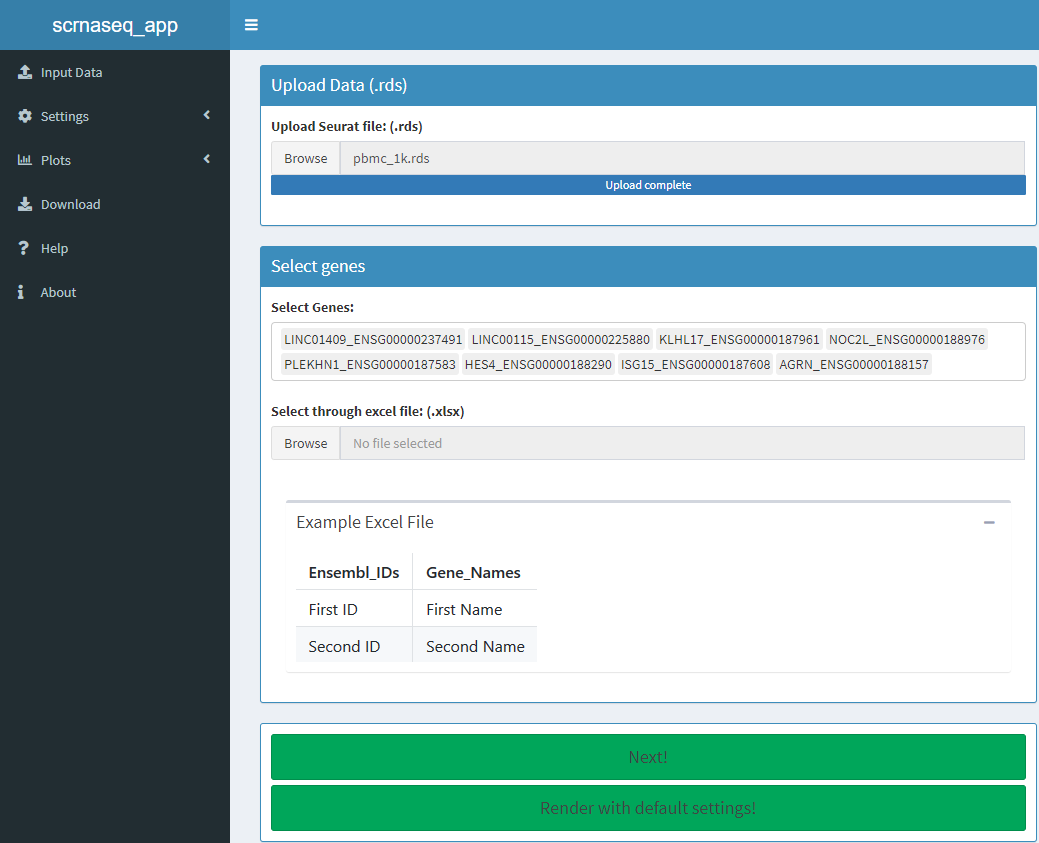 scrnaseq_app
Input Data
Settings
Plots
Download
Help
About
Upload Data (.rds)
Upload Seurat file: (.rds)
Browse pbmc_1k.rds
Upload complete
Select genes
Select Genes:
LINC01409_ENSG00000237491 LINC00115_ENSG00000225880 KLHL17_ENSG00000187961 NOC2L_ENSG00000188976
PLEKHN1_ENSG00000187583 HES4_ENSG00000188290 ISG15_ENSG00000187608 AGRN_ENSG00000188157
Select through excel file: (.xlsx)
Browse No file selected
Example Excel File
Ensembl_IDs Gene_Names
First ID First Name
Second ID Second Name
Next!
Render with default settings!